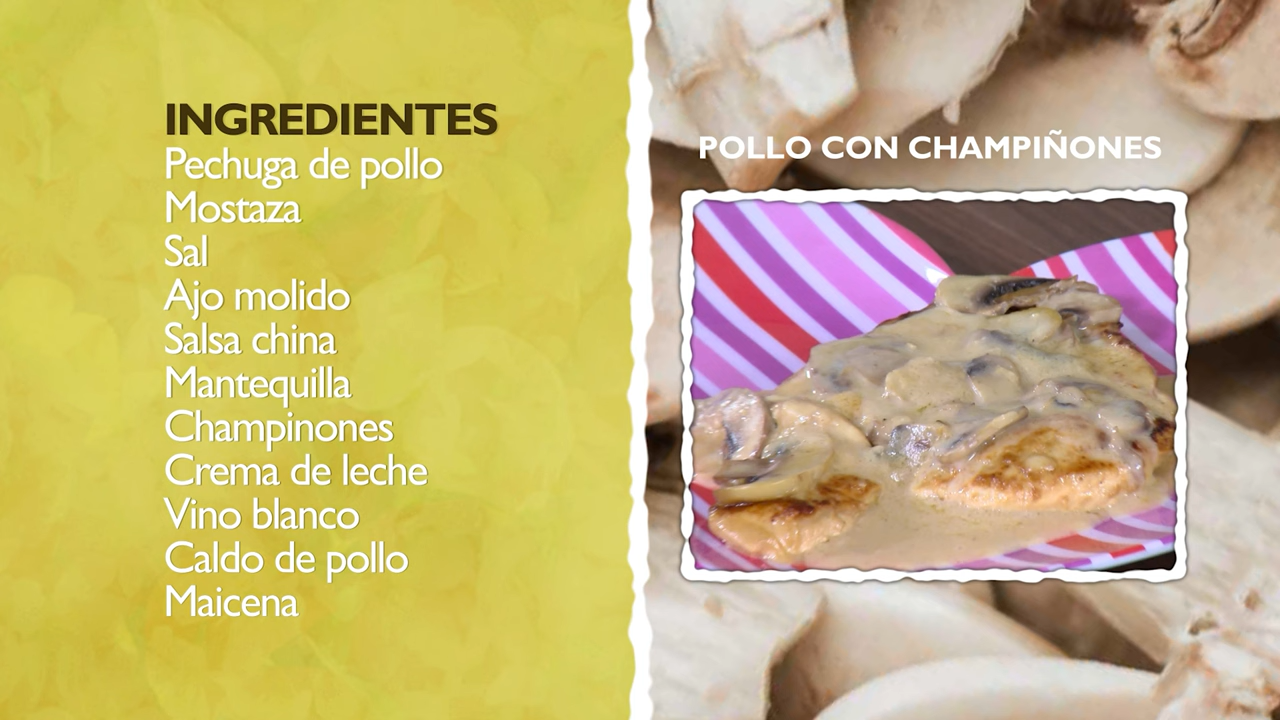 INGREDIENTES
Pechuga de pollo
Mostaza
Sal
Ajo molido
Salsa china
Mantequilla
Champinones
Crema de leche
Vino blanco
Caldo de pollo
Maicena
POLLO CON CHAMPIÑONES